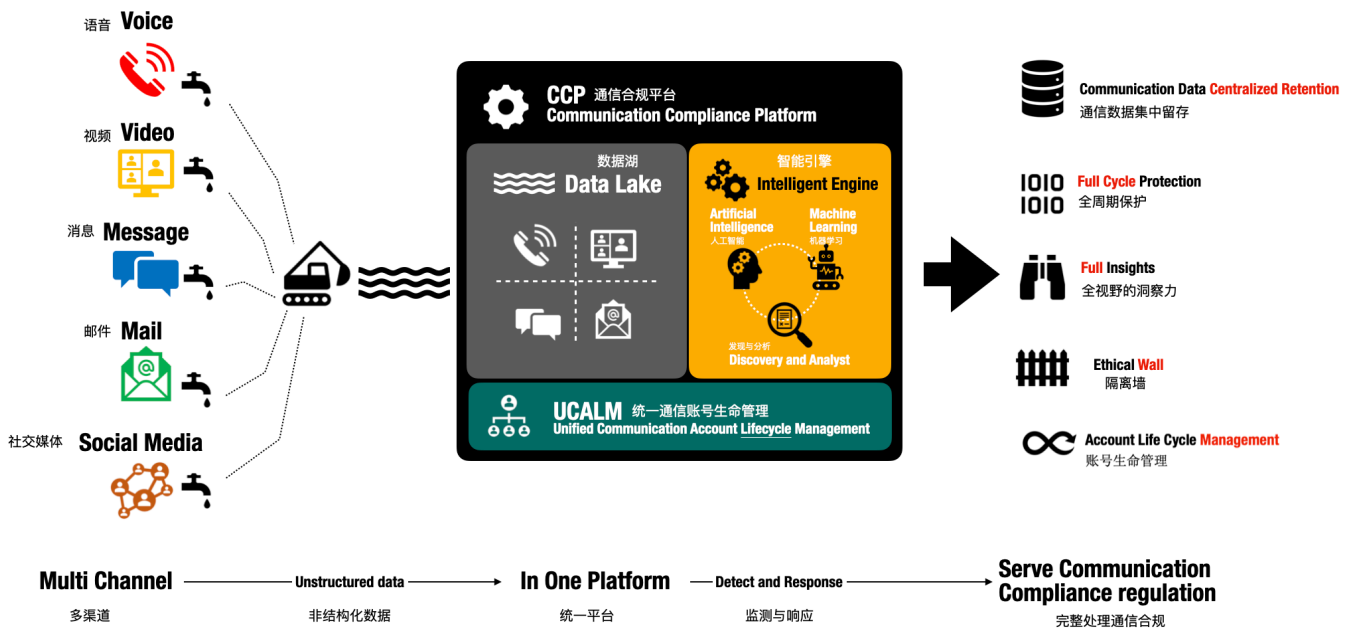 语音 Voice
视频 Video
消息 Message
邮件 Mail
@
社交媒体 Social Media
CCP 通信合规平台
Communication Compliance Platform
数据湖
Data Lake
@
智能引擎
Intelligent Engine
Artificial
Intelligence
人工智能
Machine
Learning
机器学习
发现与分析
Discovery and Analyst
UCALM 统一通信账号生命管理
Unified Communication Account Lifecycle Management
Communication Data Centralized Retention
通信数据集中留存
1010
1010
Full Cycle Protection
全周期保护
Full Insights
全视野的洞察力
Ethical Wall
隔离墙
Account Life Cycle Management
账号生命管理
Multi Channel
多渠道
Unstructured data
非结构化数据
In One Platform
统一平台
Detect and Response
监测与响应
Serve Communication
Compliance regulation
完整处理通信合规